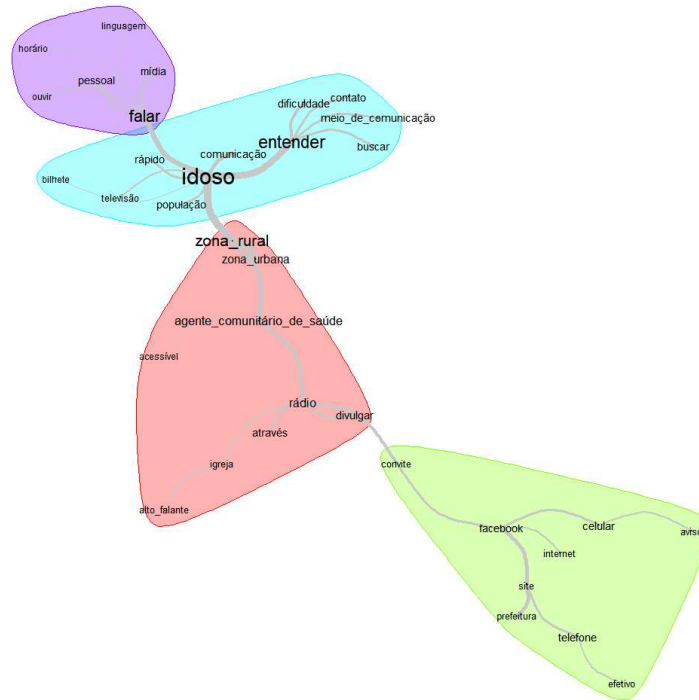 linguagem
horário
mídia
pessoal
ouvir
falar
contato
dificuldade
meio_de_comunicação
entender
buscar
comunicação
rápido
idoso
bilhete
televisão
população
zona_rural
zona_urbana
agente_comunitário_de_saúde
acessível
rádio
divulgar
através
igreja
alto_falante
convite
facebook
celular
aviso
internet
site
prefeitura
telefone
efetivo